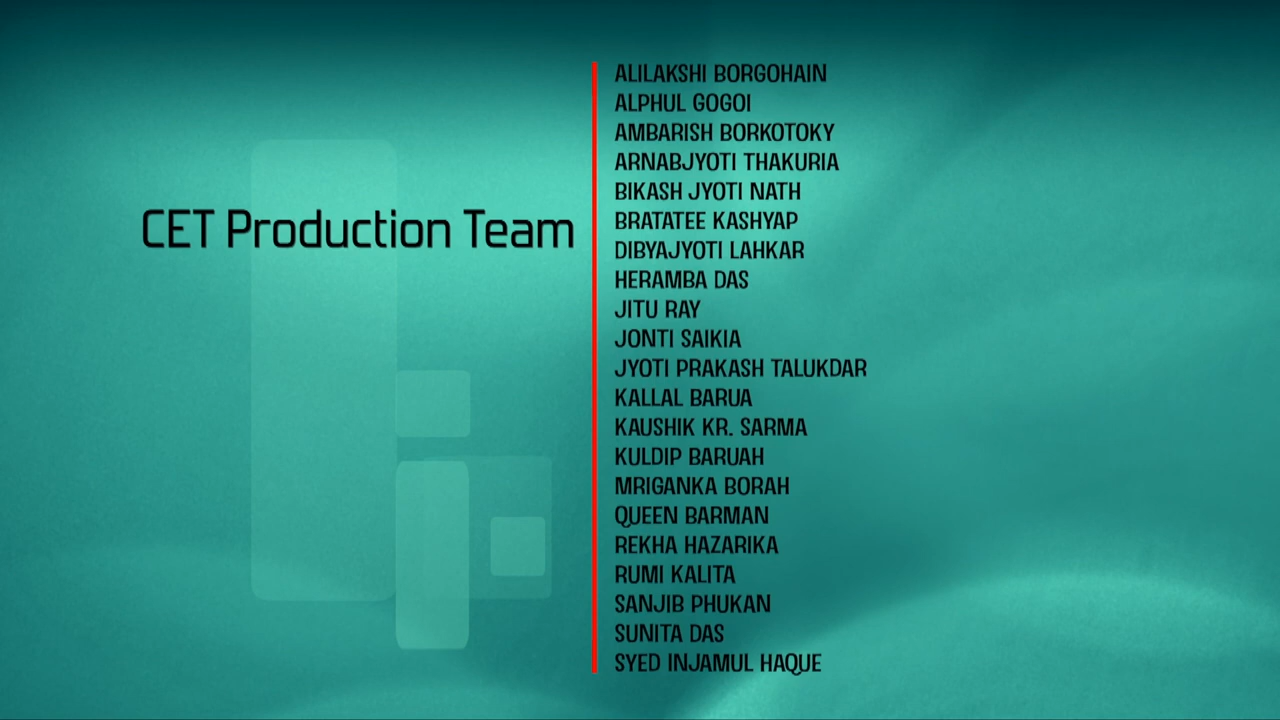 CET Production Team
ALILAKSHI BORGOHAIN
ALPHUL GOGOI
AMBARISH BORKOTOKY
ARNABJYOTI THAKURIA
BIKASH JYOTI NATH
BRATATEE KASHYAP
DIBYAJYOTI LAHKAR
HERAMBA DAS
JITU RAY
JONTI SAIKIA
JYOTI PRAKASH TALUKDAR
KALLAL BARUA
KAUSHIK KR. SARMA
KULDIP BARUAH
MRIGANKA BORAH
QUEEN BARMAN
REKHA HAZARIKA
RUMI KALITA
SANJIB PHUKAN
SUNITA DAS
SYED INJAMUL HAQUE